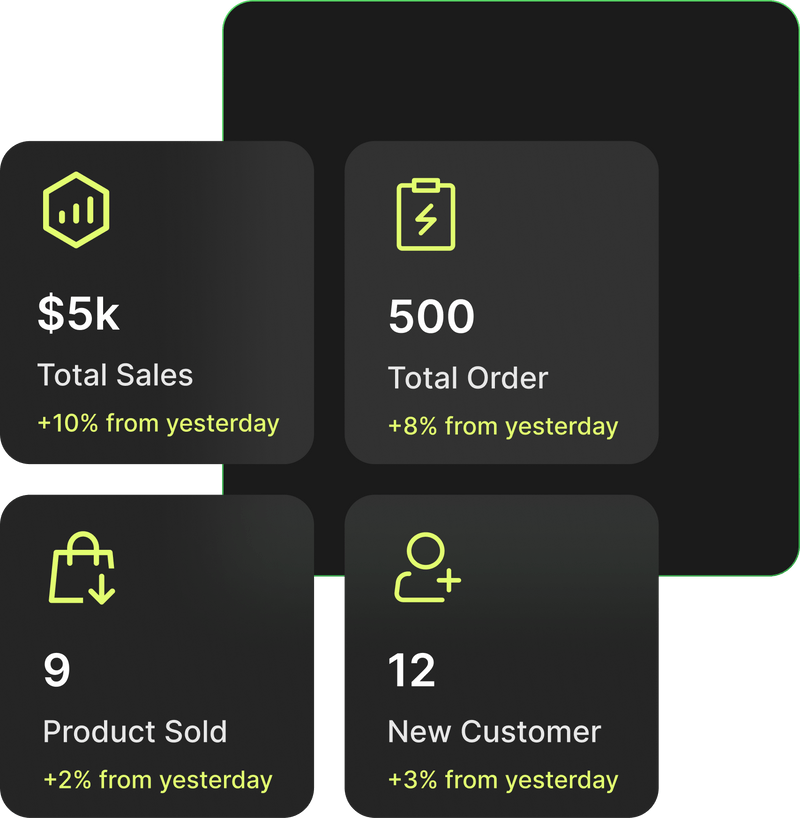 $5k
Total Sales
+10% from yesterday
500
Total Order
+8% from yesterday
9
Product Sold
+2% from yesterday
12
New Customer
+3% from yesterday